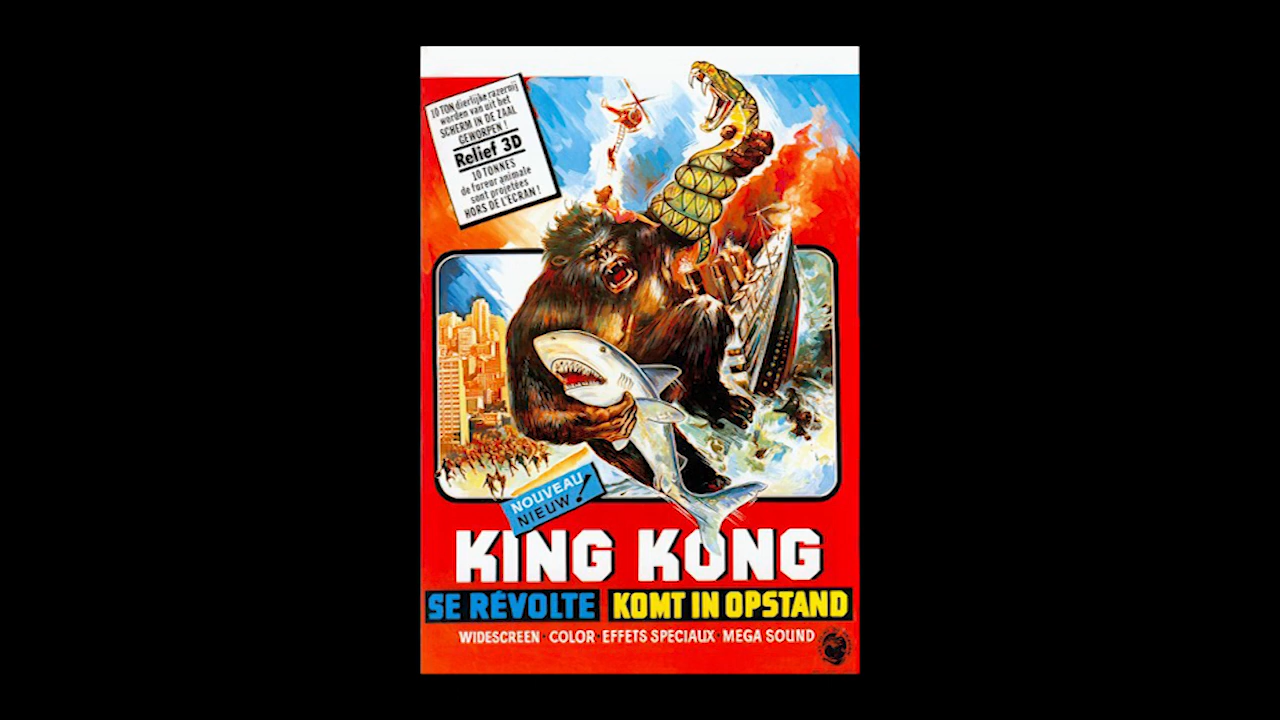 10 TON dierlijke razernij
worden van uit het
SCHERM IN DE ZAAL
GEWORPEN !
Relief 3D
10 TONNES
de fureur animale
sont projetées
HORS DE L'ECRAN !
NOUVEAU
NIEUW !
KING KONG
SE RÉVOLTE KOMT IN OPSTAND
WIDESCREEN · COLOR · EFFETS SPECIAUX · MEGA SOUND